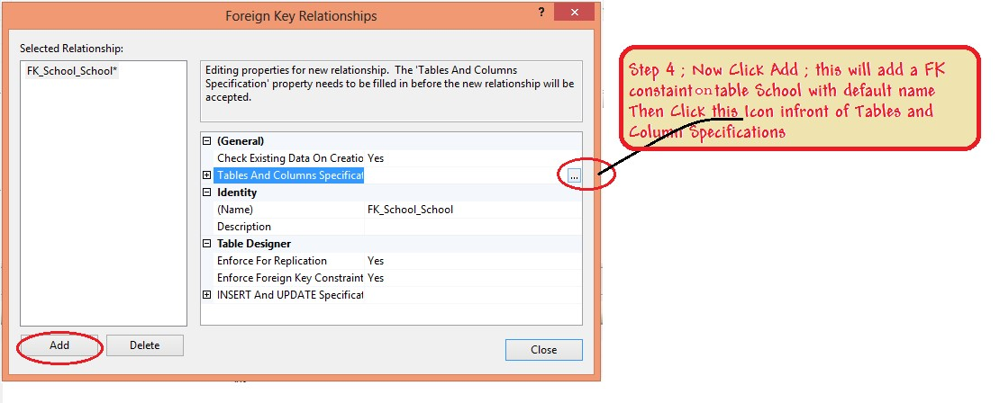 Foreign Key Relationships
?
x
Selected Relationship:
FK_School_School*
Editing properties for new relationship. The 'Tables And Columns
Specification' property needs to be filled in before the new relationship will be
accepted.
(General)
Check Existing Data On Creatio Yes
Tables And Columns Specificat ...
Identity
(Name) FK_School_School
Description
Table Designer
Enforce For Replication Yes
Enforce Foreign Key Constraint Yes
INSERT And UPDATE Specificat
Add Delete
Close
Step 4 ; Now Click Add ; this will add a FK
constaint on table School with default name
Then Click this Icon infront of Tables and
Column Specifications